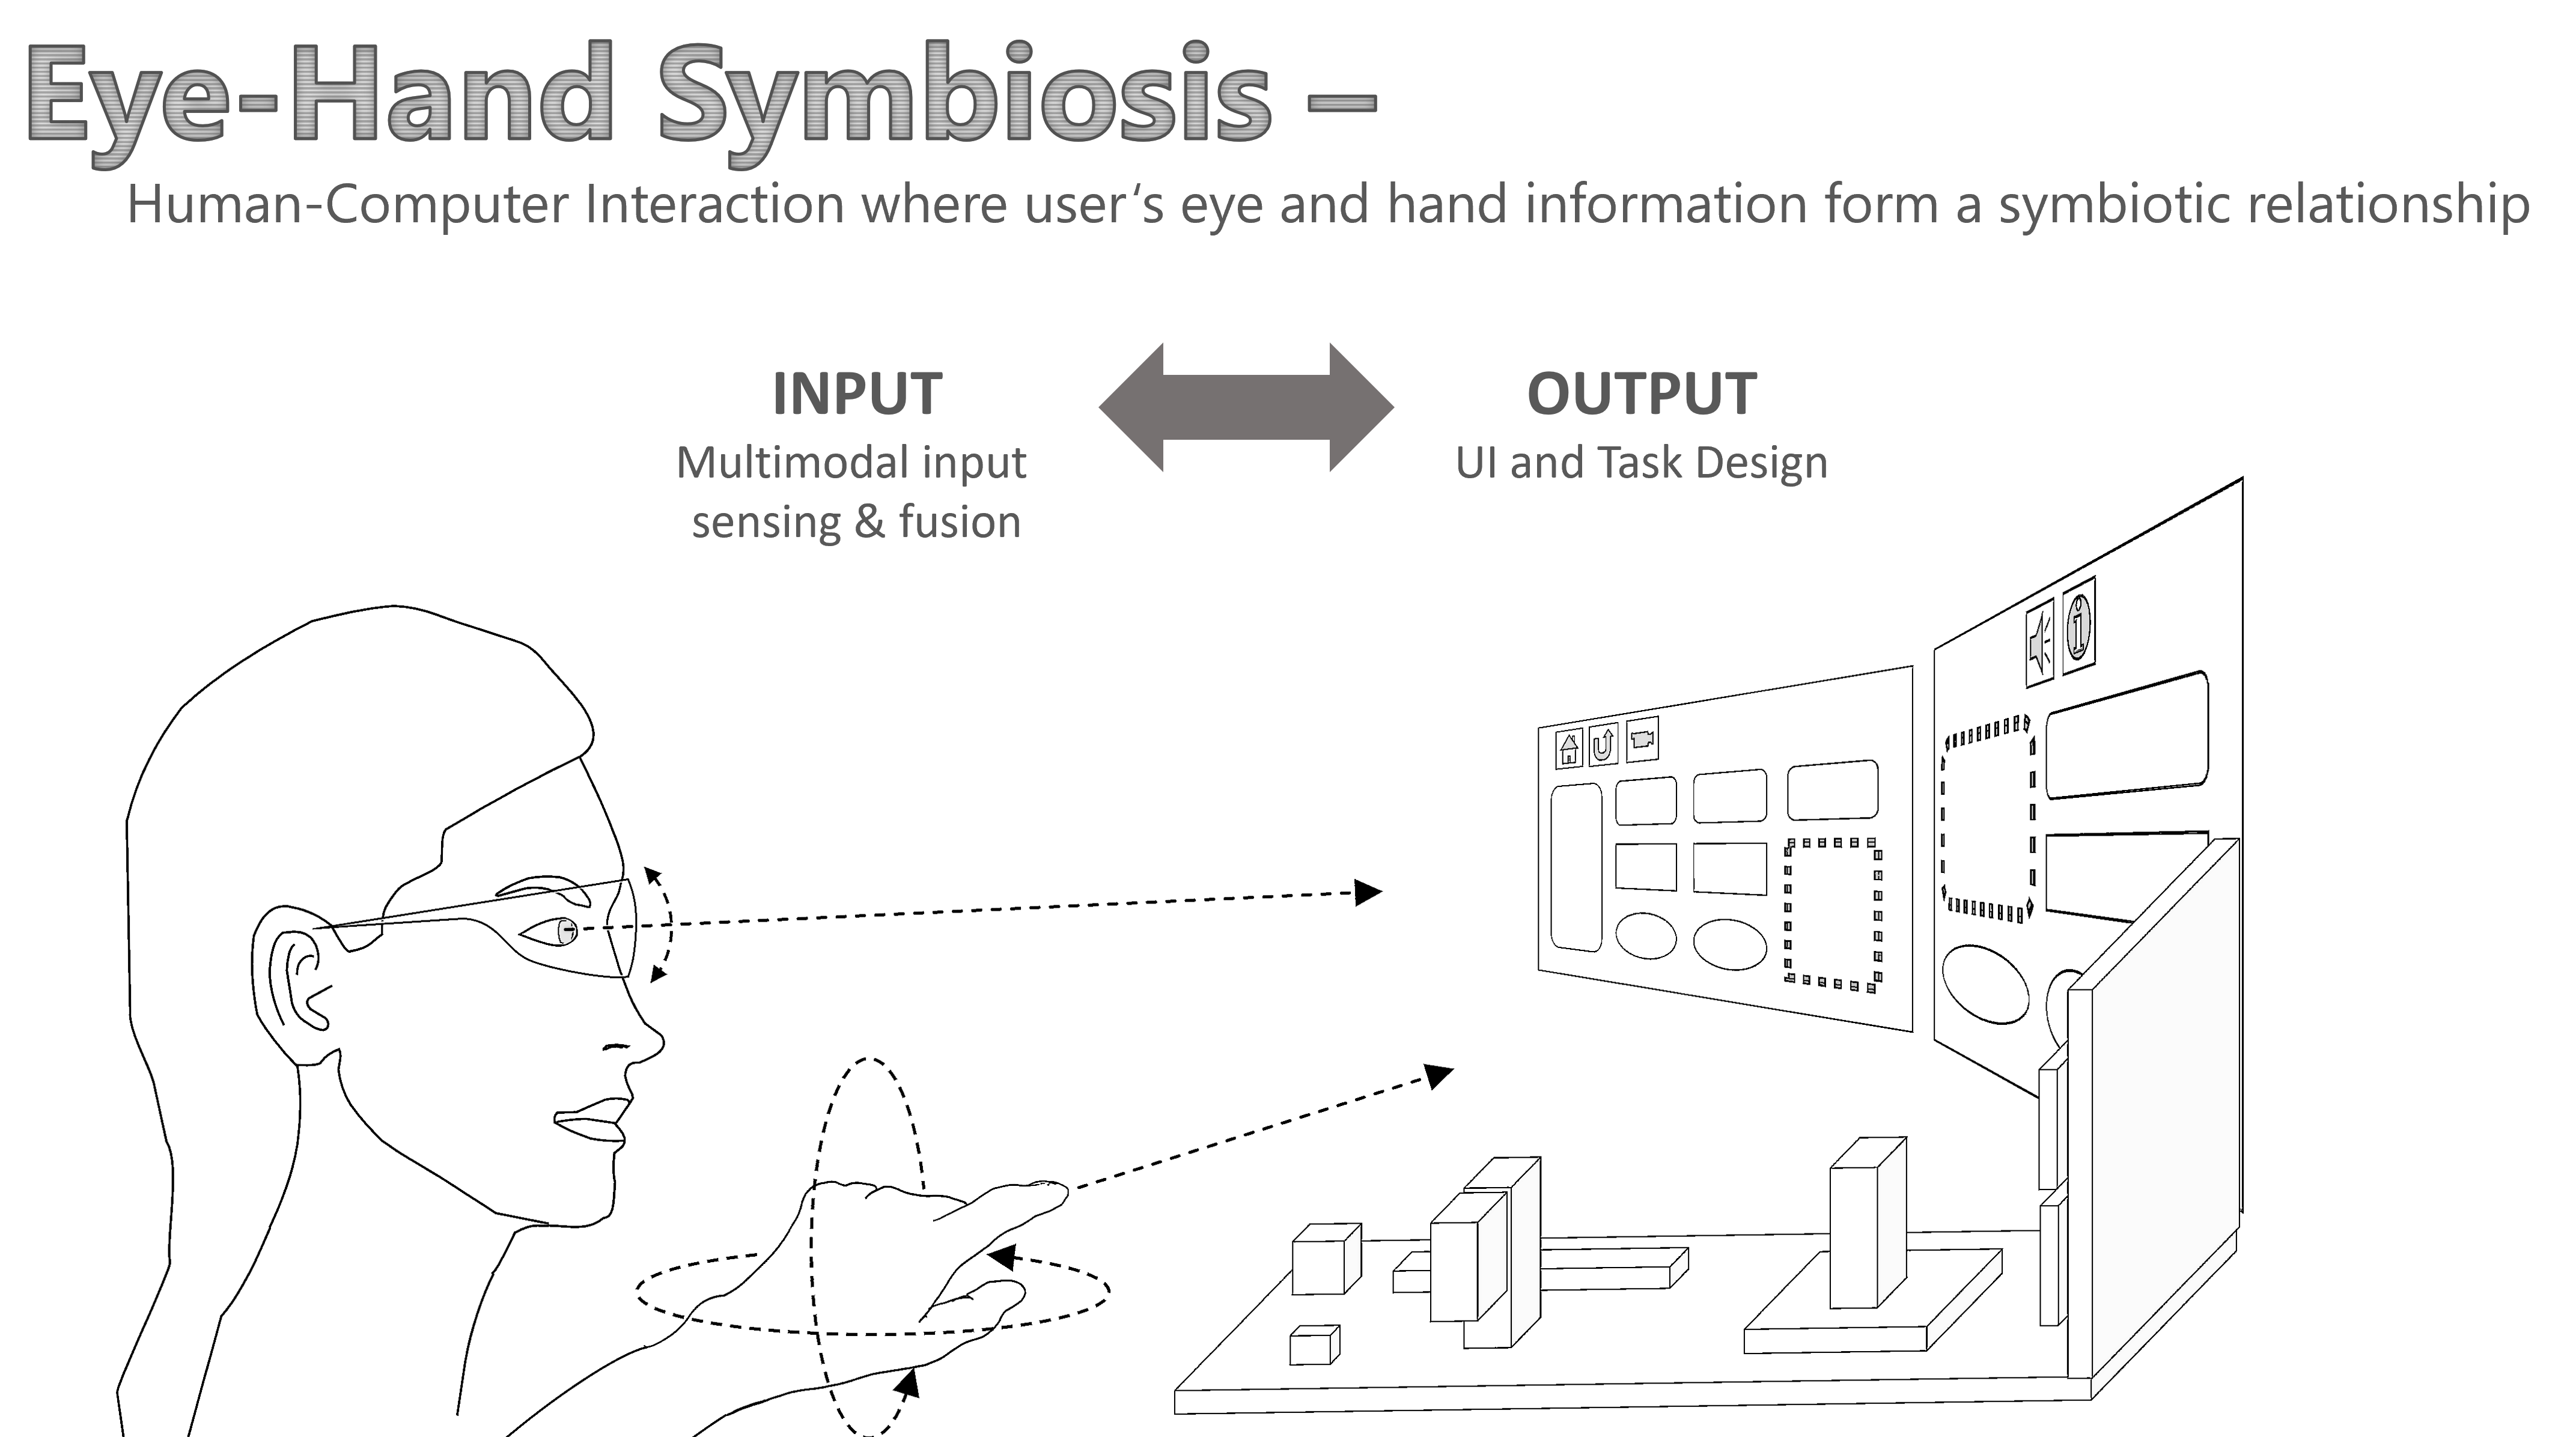 Eye-Hand Symbiosis –
Human-Computer Interaction where user‘s eye and hand information form a symbiotic relationship
INPUT
Multimodal input
sensing & fusion
OUTPUT
UI and Task Design
i